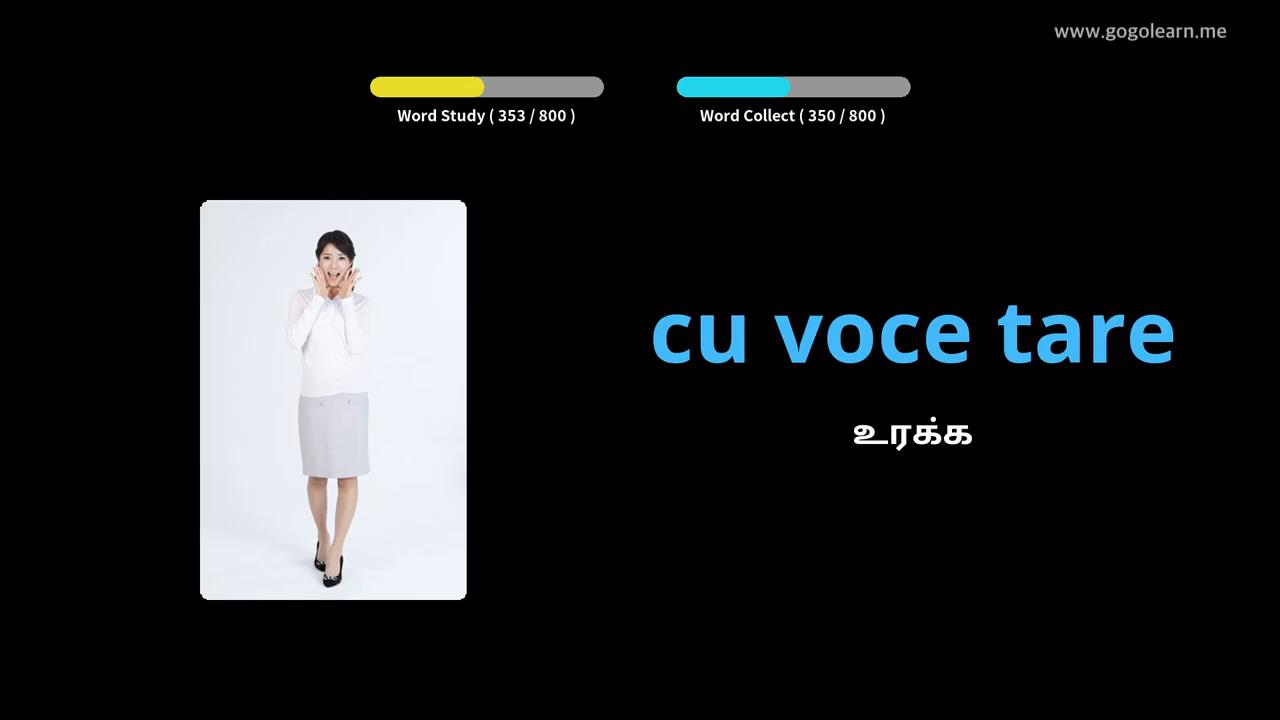 www.gogolearn.me
Word Study ( 353 / 800 )
Word Collect ( 350 / 800 )
cu voce tare
உரக்க